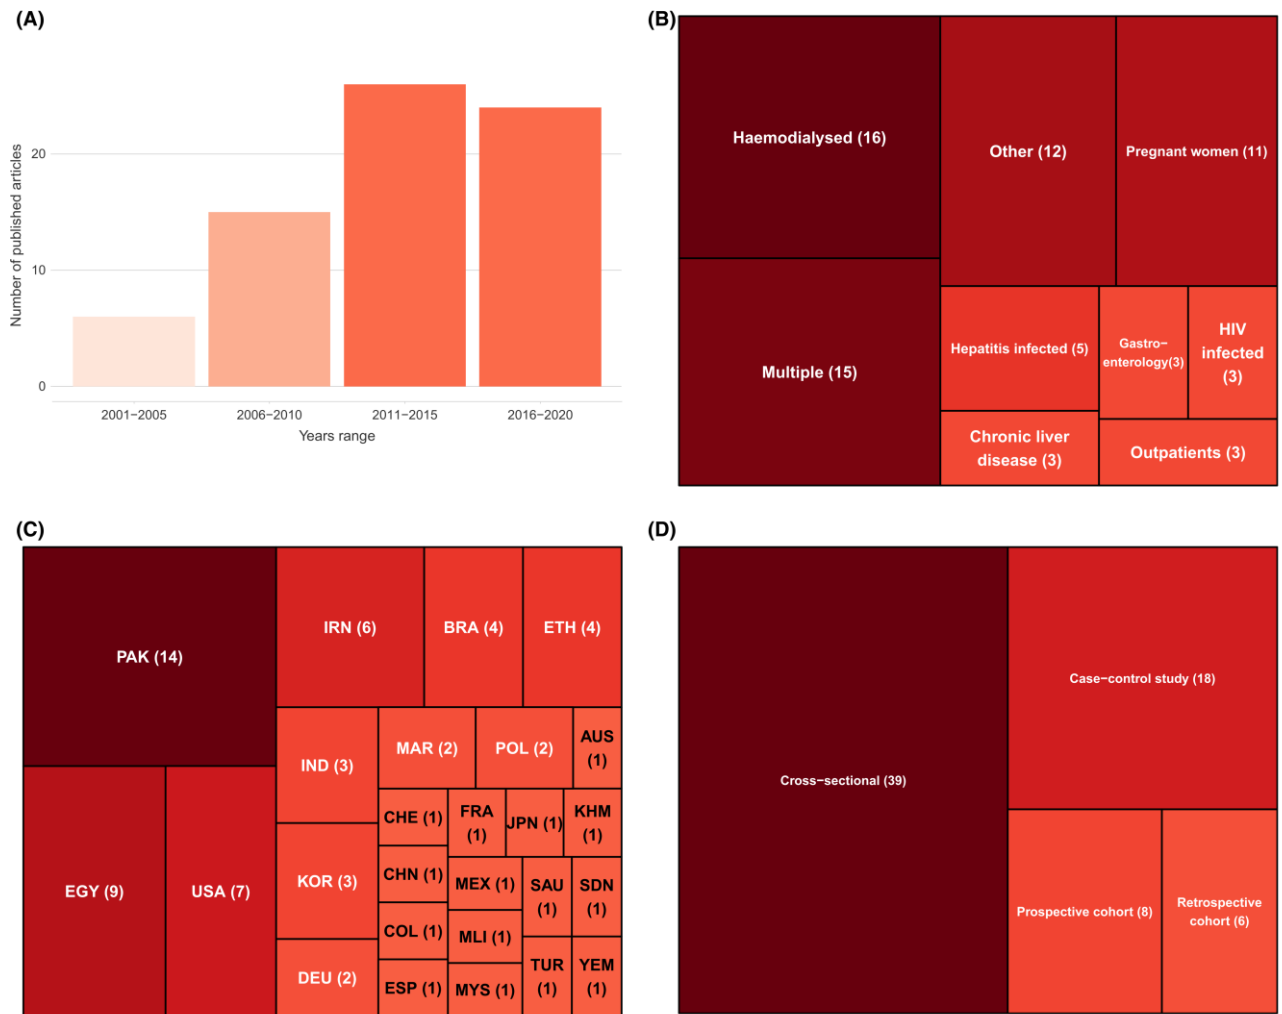 (A)
Number of published articles
20
10
0
2001−2005
2006−2010
2011−2015
2016−2020
Years range
(B)
Haemodialysed (16)
Other (12)
Pregnant women (11)
Multiple (15)
Hepatitis infected (5)
Gastro−
enterology(3)
HIV
infected
(3)
Chronic liver
disease (3)
Outpatients (3)
(C)
PAK (14)
IRN (6)
BRA (4)
ETH (4)
EGY (9)
USA (7)
IND (3)
KOR (3)
DEU (2)
MAR (2)
POL (2)
AUS
(1)
CHE (1)
CHN (1)
COL (1)
ESP (1)
FRA
(1)
JPN (1)
KHM
(1)
MEX (1)
MLI (1)
MYS (1)
SAU
(1)
SDN
(1)
TUR
(1)
YEM
(1)
(D)
Cross−sectional (39)
Case−control study (18)
Prospective cohort (8)
Retrospective
cohort (6)